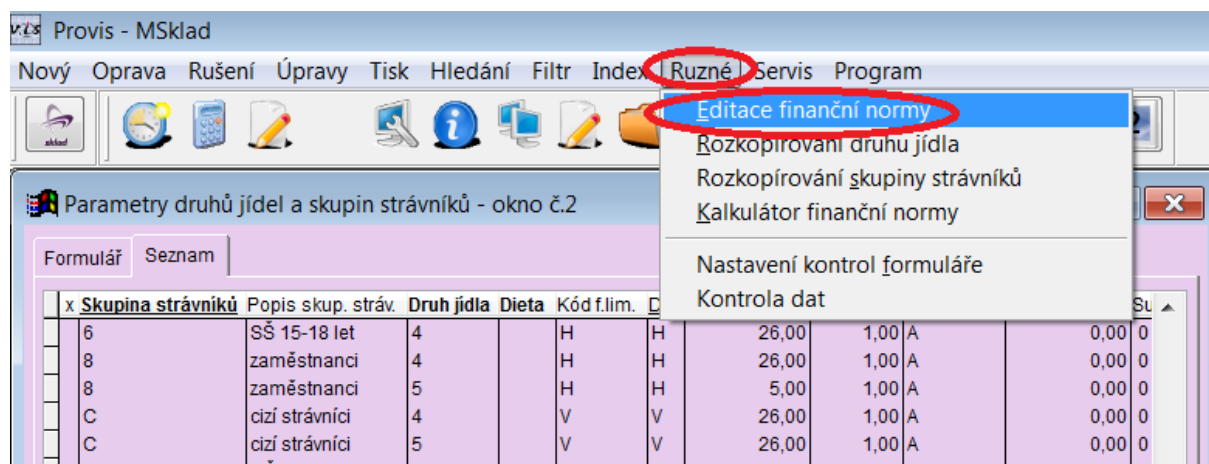 v.i.s Provis - MSklad
Nový Oprava Rušení Úpravy Tisk Hledání Filtr Index Ruzné Servis Program
Editace finanční normy
sklad
Rozkopírování druhu jídla
Rozkopírování skupiny strávníků
Parametry druhů jídel a skupin strávníků - okno č.2
Kalkulátor finanční normy
Formulář Seznam
Nastavení kontrol formuláře
Kontrola dat
x Skupina strávníků Popis skup. stráv. Druh jídla Dieta Kód f.lim.
6 SŠ 15-18 let 4 H H 26,00 1,00 A 0,00 0
8 zaměstnanci 4 H H 26,00 1,00 A 0,00 0
8 zaměstnanci 5 H H 5,00 1,00 A 0,00 0
C cizí strávníci 4 V V 26,00 1,00 A 0,00 0
C cizí strávníci 5 V V 26,00 1,00 A 0,00 0